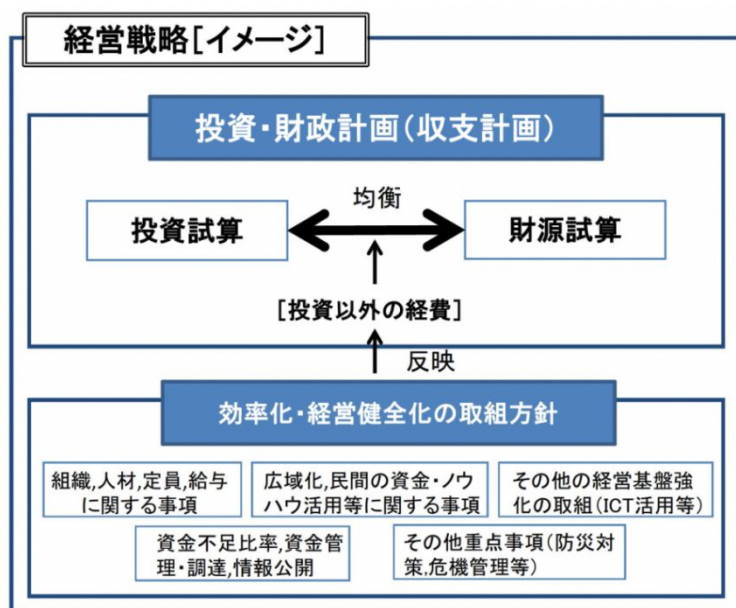 経営戦略[イメージ]
投資・財政計画(収支計画)
均衡
投資試算
財源試算
[投資以外の経費]
反映
効率化・経営健全化の取組方針
組織,人材,定員,給与
に関する事項
広域化,民間の資金・ノウ
ハウ活用等に関する事項
その他の経営基盤強
化の取組(ICT活用等)
資金不足比率,資金管
理・調達,情報公開
その他重点事項(防災対
策,危機管理等)